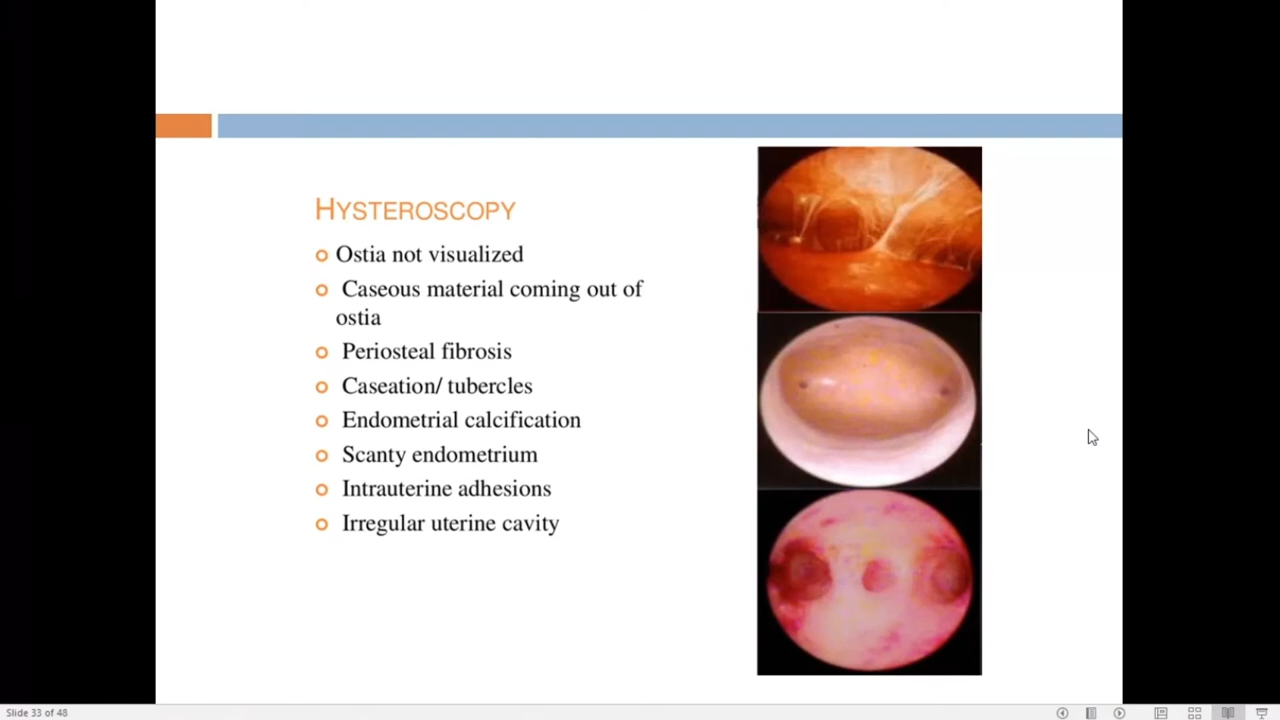 HYSTEROSCOPY
Ostia not visualized
Caseous material coming out of
ostia
Periosteal fibrosis
Caseation/ tubercles
Endometrial calcification
Scanty endometrium
Intrauterine adhesions
Irregular uterine cavity
Slide 33 of 48